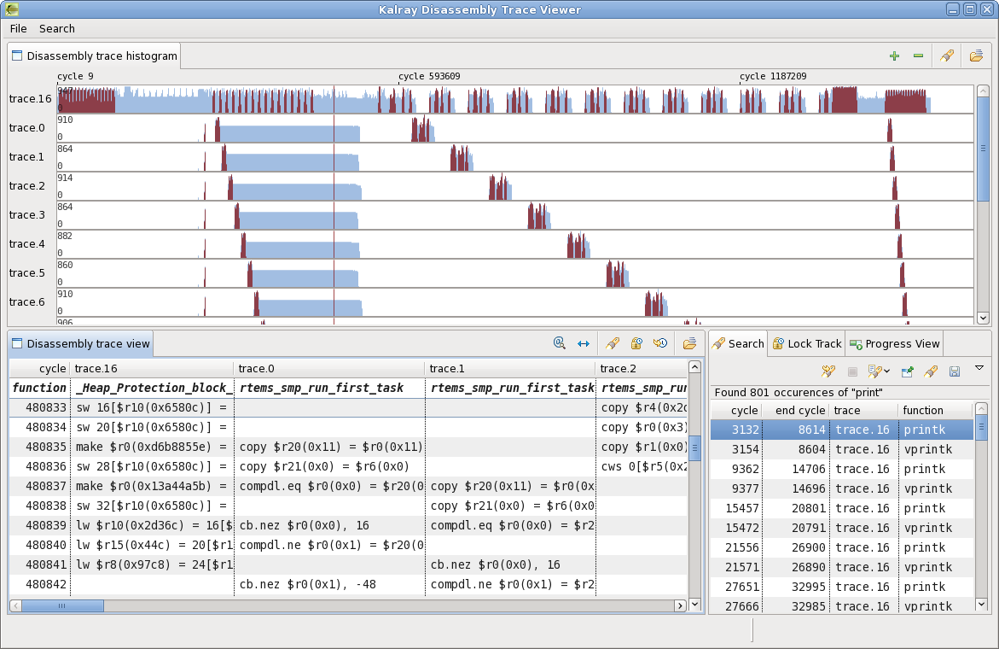 Kalray Disassembly Trace Viewer
File Search
Disassembly trace histogram
cycle 9 cycle 593609 cycle 1187209
trace.16 947 0
trace.0 910 0
trace.1 864 0
trace.2 914 0
trace.3 864 0
trace.4 882 0
trace.5 860 0
trace.6 910 0
906
Disassembly trace view
cycle trace.16 trace.0 trace.1 trace.2
function _Heap_Protection_block_ rtems_smp_run_first_task rtems_smp_run_first_task rtems_smp_run
480833 sw 16[$r10(0x6580c)] = copy $r4(0x2d
480834 sw 20[$r10(0x6580c)] = copy $r0(0x3)
480835 make $r0(0xd6b8855e) = copy $r20(0x11) = $r0(0x11) copy $r1(0x0)
480836 sw 28[$r10(0x6580c)] = copy $r21(0x0) = $r6(0x0) cws 0[$r5(0x2
480837 make $r0(0x13a44a5b) = compdl.eq $r0(0x0) = $r20(0 copy $r20(0x11) = $r0(0x
480838 sw 32[$r10(0x6580c)] = copy $r21(0x0) = $r6(0x0
480839 lw $r10(0x2d36c) = 16[$ cb.nez $r0(0x0), 16 compdl.eq $r0(0x0) = $r2
480840 lw $r15(0x44c) = 20[$r1 compdl.ne $r0(0x1) = $r20(0
480841 lw $r8(0x97c8) = 24[$r1 cb.nez $r0(0x0), 16
480842 cb.nez $r0(0x1), -48 compdl.ne $r0(0x1) = $r2
Search Lock Track Progress View
Found 801 occurences of "print"
cycle end cycle trace function
3132 8614 trace.16 printk
3154 8604 trace.16 vprintk
9362 14706 trace.16 printk
9377 14696 trace.16 vprintk
15457 20801 trace.16 printk
15472 20791 trace.16 vprintk
21556 26900 trace.16 printk
21571 26890 trace.16 vprintk
27651 32995 trace.16 printk
27666 32985 trace.16 vprintk